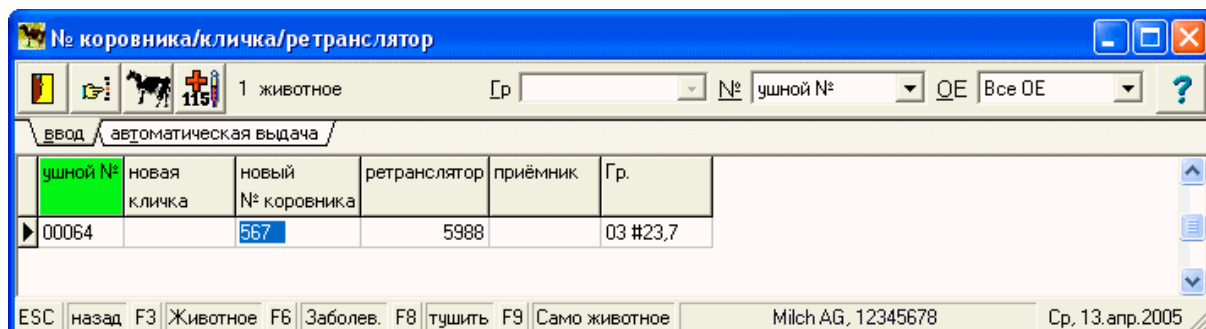 № коровника/кличка/ретранслятор
115 1 животное Гр № ушной № ОЕ Все ОЕ ?
ввод автоматическая выдача
ушной № новая новый ретранслятор приёмник Гр.
кличка № коровника
00064 567 5988 03 #23,7
ESC назад F3 Животное F6 Заболев. F8 тушить F9 Само животное Milch AG, 12345678 Ср, 13.апр.2005